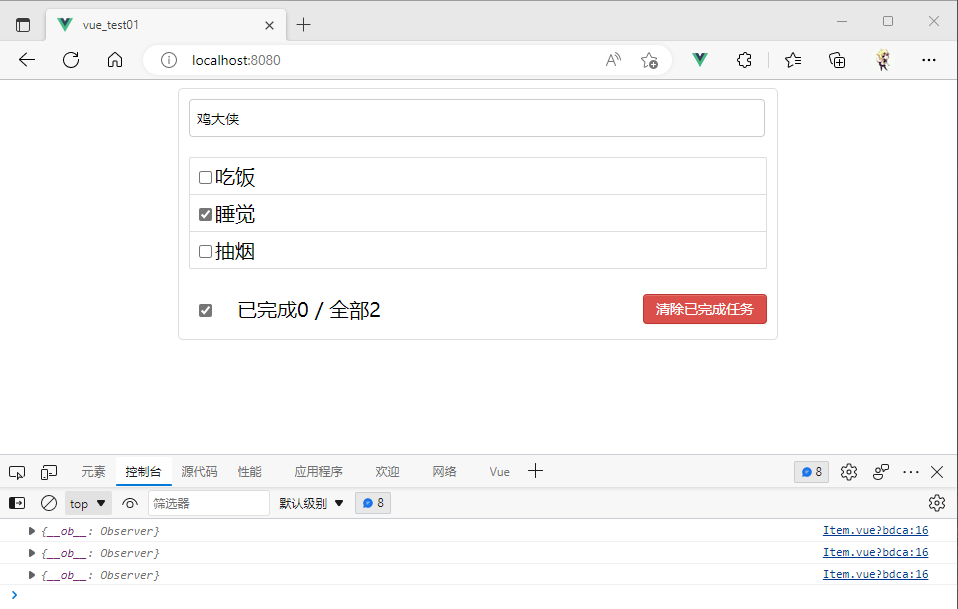 vue_test01
localhost:8080
鸡大侠
吃饭
睡觉
抽烟
已完成0 / 全部2 清除已完成任务
元素 控制台 源代码 性能 应用程序 欢迎 网络 Vue 8
top 筛选器 默认级别 8
{__ob__: Observer} Item.vue?bdca:16
{__ob__: Observer} Item.vue?bdca:16
{__ob__: Observer} Item.vue?bdca:16